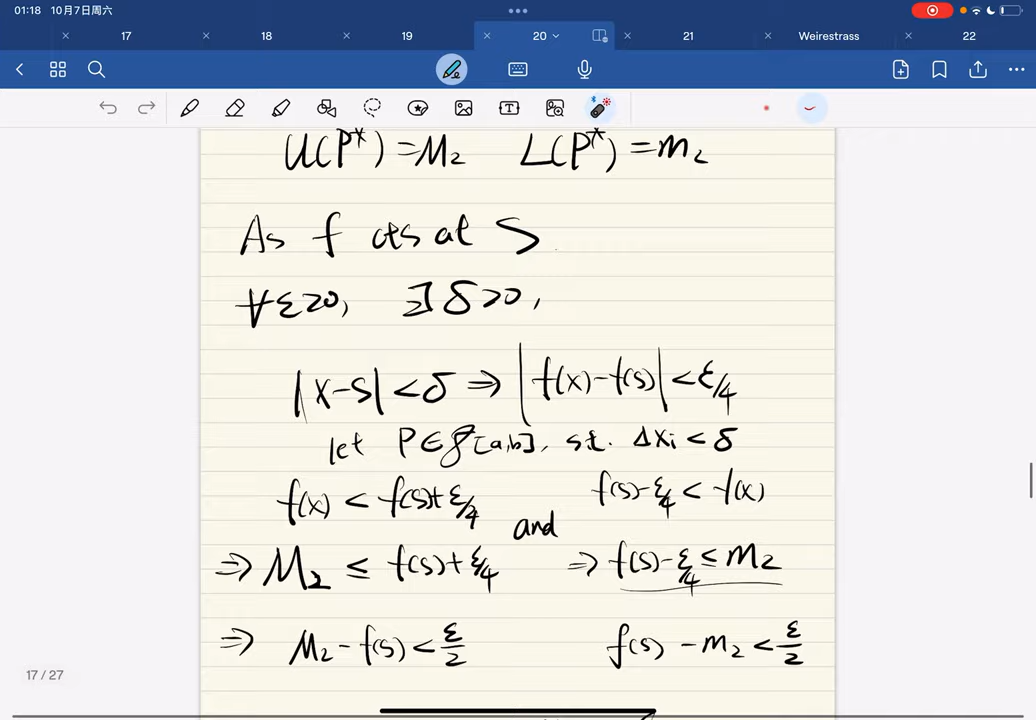 01:18 10月7日周六
17 18 19 20 21 Weirestrass 22
U(P*) = M₂ L(P*) = m₂
As f cts at S
∀ε>0, ∃ δ>0,
|x-s| < δ ⇒ |f(x)-f(s)| < ε/4
let P∈𝒫[a,b], s.t. Δxi < δ
f(x) < f(s)+ε/4 and f(s)-ε/4 < f(x)
⇒ M₂ ≤ f(s)+ε/4 ⇒ f(s)-ε/4 ≤ m₂
⇒ M₂ - f(s) < ε/2 f(s) - m₂ < ε/2
17 / 27